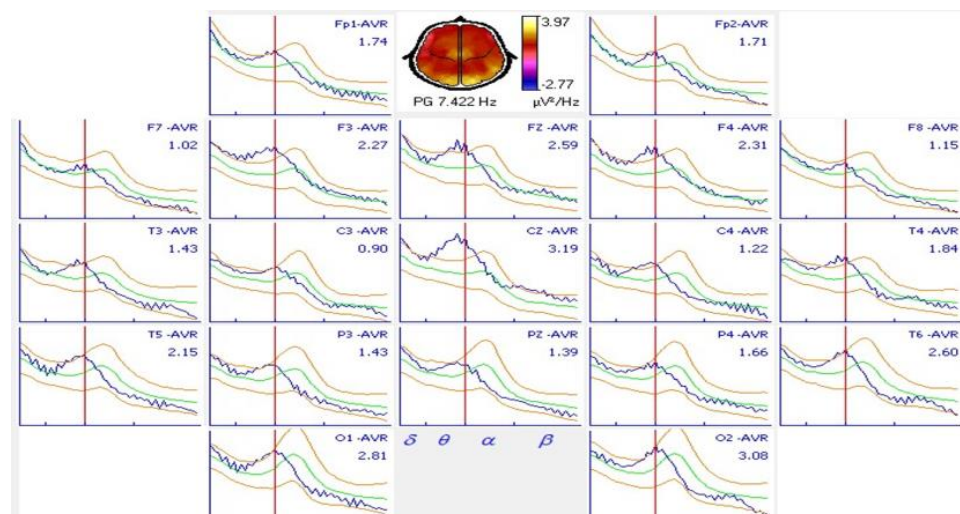 Fp1-AVR
1.74
3.97
-2.77
PG 7.422 Hz
µV²/Hz
Fp2-AVR
1.71
F7 -AVR
1.02
F3 -AVR
2.27
FZ -AVR
2.59
F4 -AVR
2.31
F8 -AVR
1.15
T3 -AVR
1.43
C3 -AVR
0.90
CZ -AVR
3.19
C4 -AVR
1.22
T4 -AVR
1.84
T5 -AVR
2.15
P3 -AVR
1.43
PZ -AVR
1.39
P4 -AVR
1.66
T6 -AVR
2.60
O1 -AVR
2.81
δ θ α β
O2 -AVR
3.08